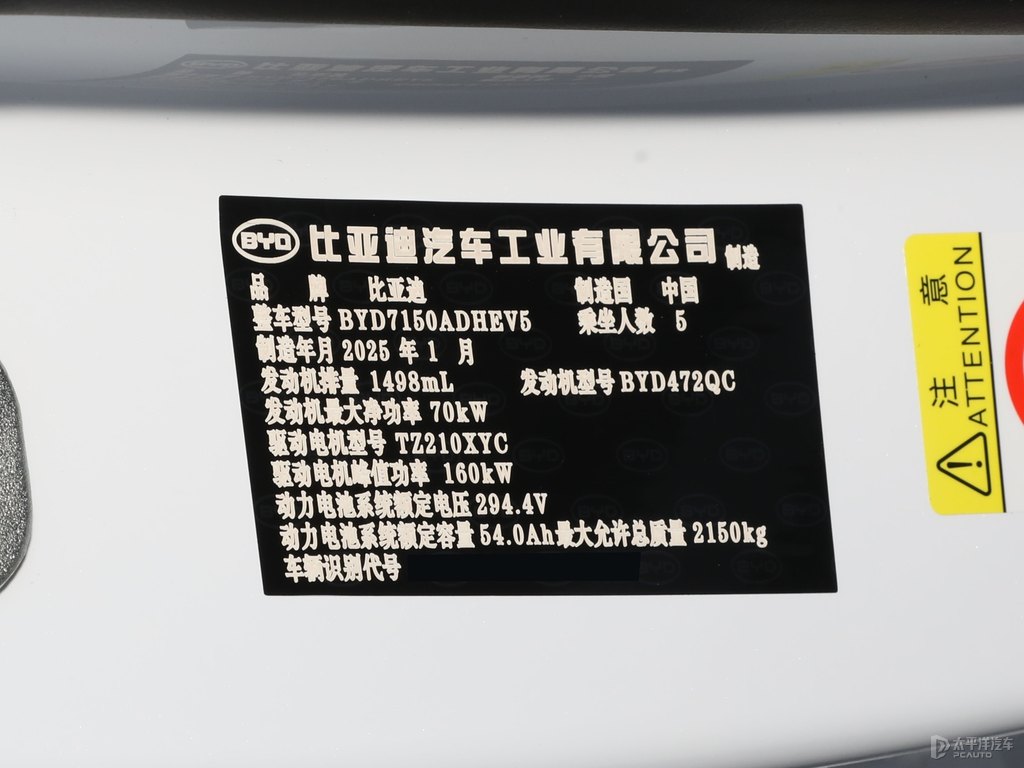 BYD 比亚迪汽车工业有限公司 制造
品 牌 比亚迪 制造国 中国
整车型号 BYD7150ADHEV5 乘坐人数 5
制造年月 2025 年 1 月
发动机排量 1498mL 发动机型号 BYD472QC
发动机最大净功率 70kW
驱动电机型号 TZ210XYC
驱动电机峰值功率 160kW
动力电池系统额定电压 294.4V
动力电池系统额定容量 54.0Ah 最大允许总质量 2150kg
车辆识别代号
注 意
ATTENTION
太平洋汽车
PCAUTO